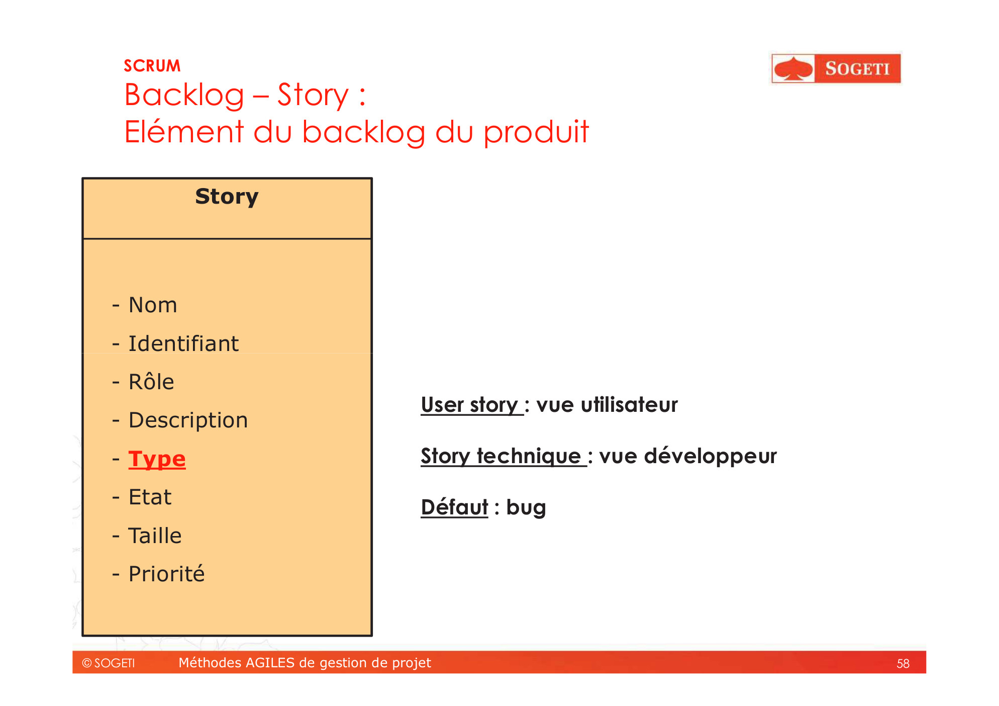 SCRUM
Backlog – Story :
Elément du backlog du produit
SOGETI
Story
- Nom
- Identifiant
- Rôle
- Description
- Type
- Etat
- Taille
- Priorité
User story : vue utilisateur
Story technique : vue développeur
Défaut : bug
© SOGETI Méthodes AGILES de gestion de projet 58